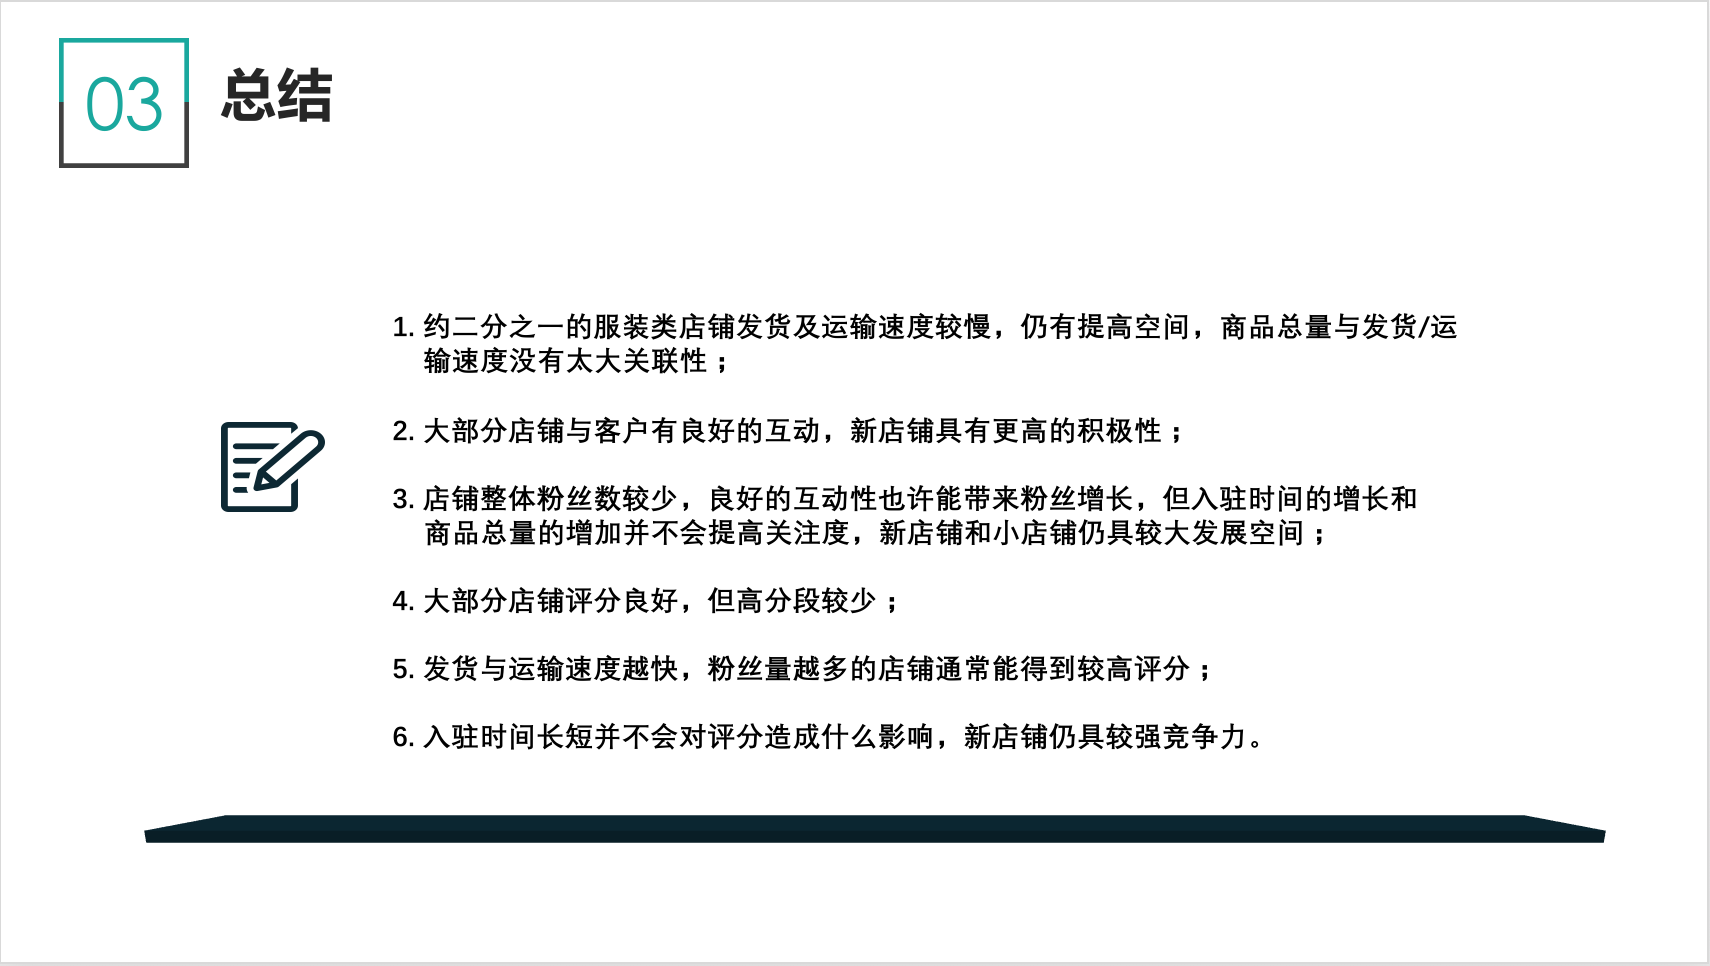 03
总结
1. 约二分之一的服装类店铺发货及运输速度较慢，仍有提高空间，商品总量与发货/运
输速度没有太大关联性；
2. 大部分店铺与客户有良好的互动，新店铺具有更高的积极性；
3. 店铺整体粉丝数较少，良好的互动性也许能带来粉丝增长，但入驻时间的增长和
商品总量的增加并不会提高关注度，新店铺和小店铺仍具较大发展空间；
4. 大部分店铺评分良好，但高分段较少；
5. 发货与运输速度越快，粉丝量越多的店铺通常能得到较高评分；
6. 入驻时间长短并不会对评分造成什么影响，新店铺仍具较强竞争力。